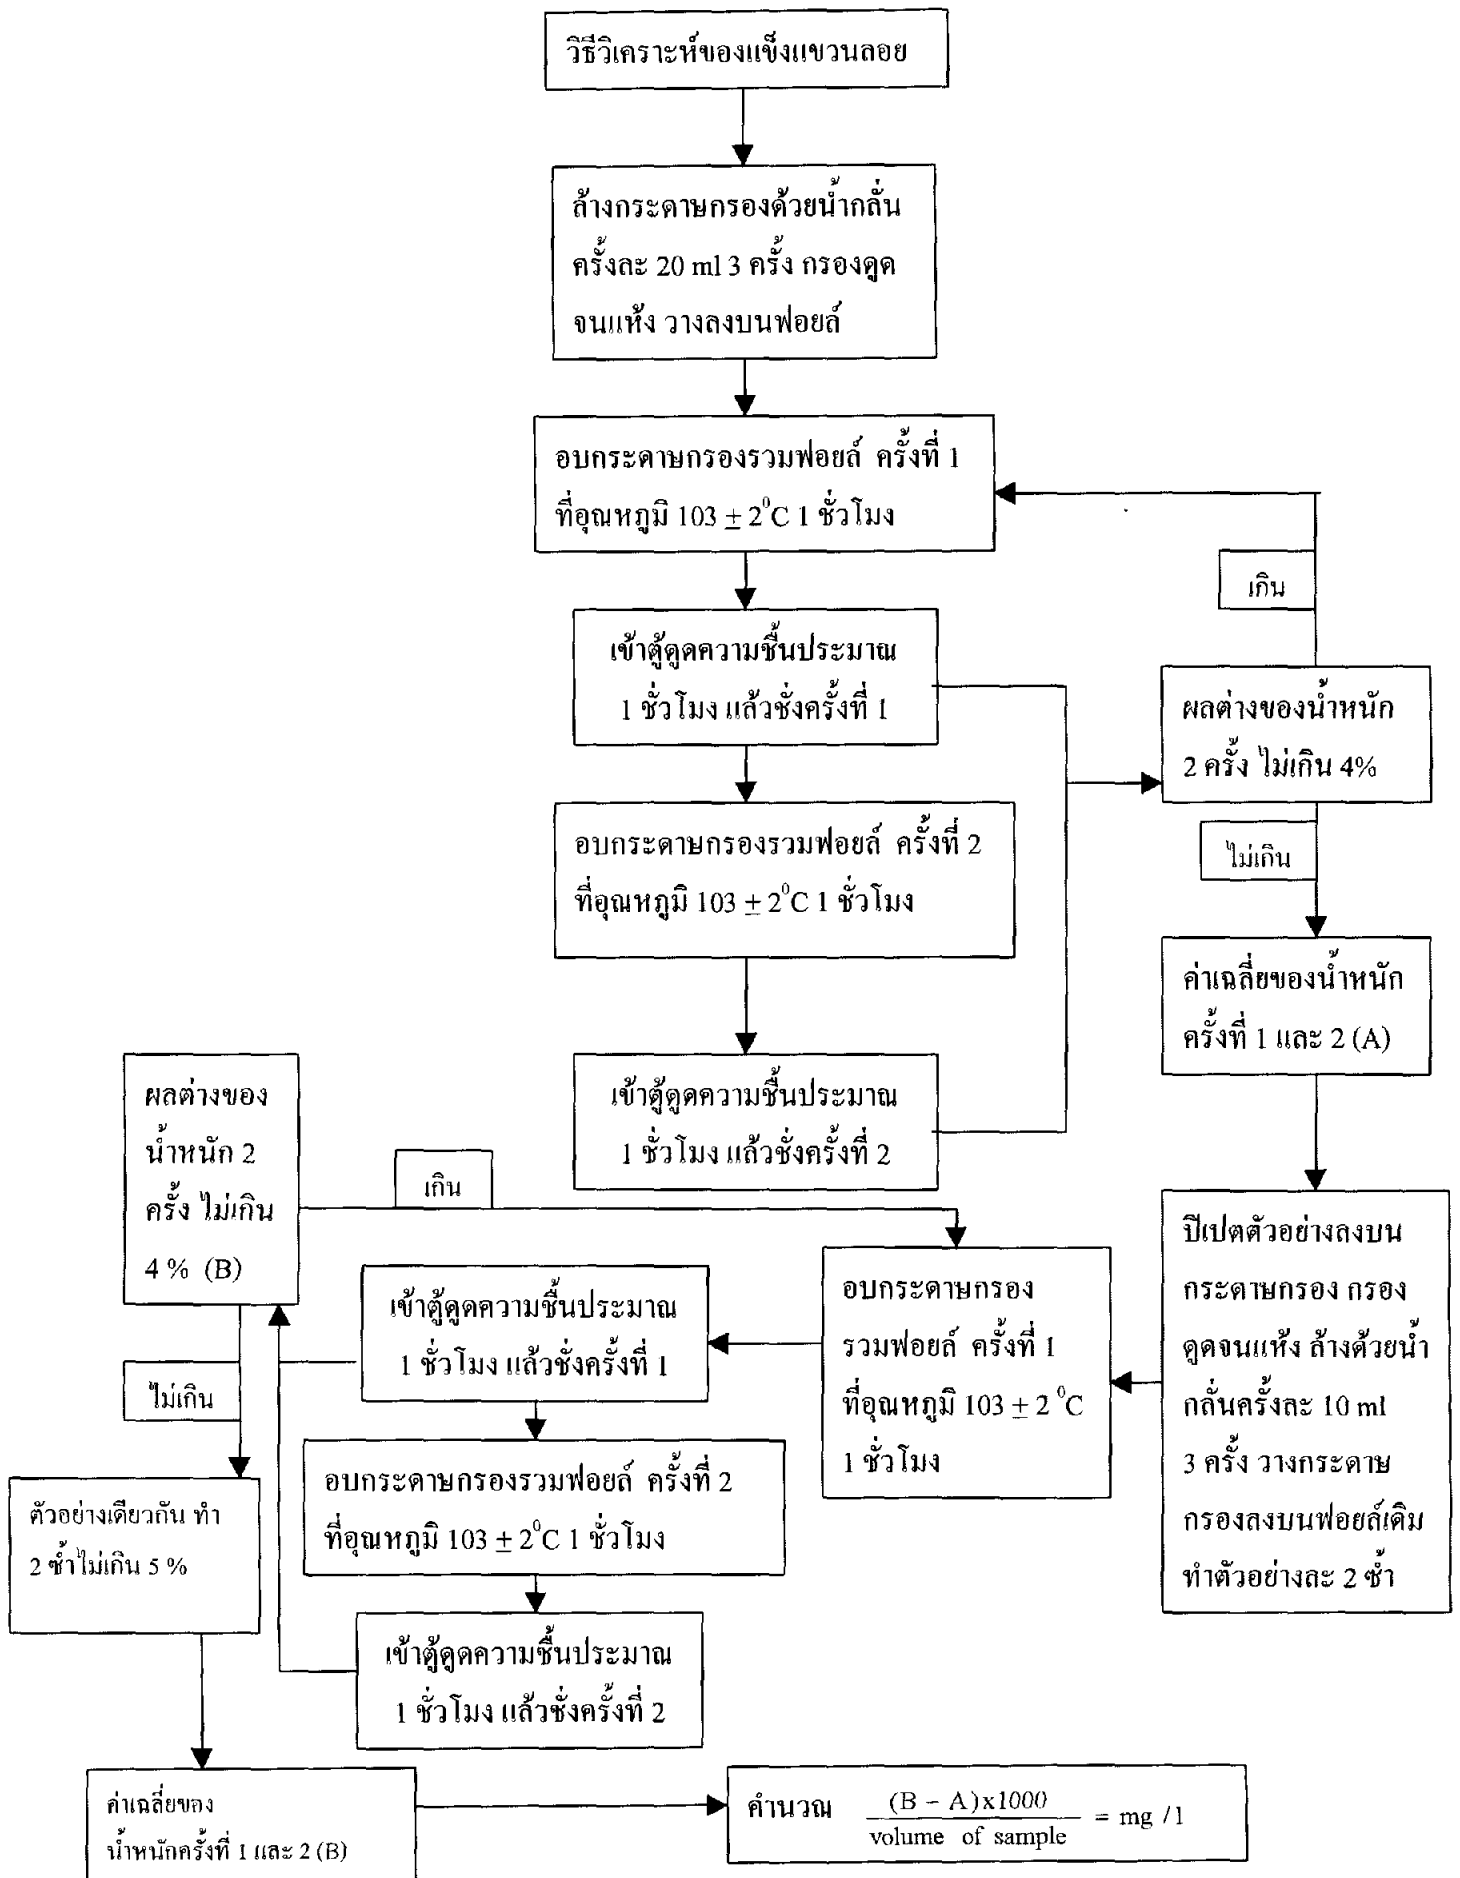 วิธีวิเคราะห์ของแข็งแขวนลอย
ล้างกระดาษกรองด้วยน้ำกลั่น
ครั้งละ 20 ml 3 ครั้ง กรองดูด
จนแห้ง วางลงบนฟอยล์
อบกระดาษกรองรวมฟอยล์ ครั้งที่ 1
ที่อุณหภูมิ 103 ± 2⁰C 1 ชั่วโมง
เข้าตู้ดูดความชื้นประมาณ
1 ชั่วโมง แล้วชั่งครั้งที่ 1
อบกระดาษกรองรวมฟอยล์ ครั้งที่ 2
ที่อุณหภูมิ 103 ± 2⁰C 1 ชั่วโมง
เข้าตู้ดูดความชื้นประมาณ
1 ชั่วโมง แล้วชั่งครั้งที่ 2
ผลต่างของน้ำหนัก
2 ครั้ง ไม่เกิน 4%
เกิน
ไม่เกิน
ค่าเฉลี่ยของน้ำหนัก
ครั้งที่ 1 และ 2 (A)
ปิเปตตัวอย่างลงบน
กระดาษกรอง กรอง
ดูดจนแห้ง ล้างด้วยน้ำ
กลั่นครั้งละ 10 ml
3 ครั้ง วางกระดาษ
กรองลงบนฟอยล์เดิม
ทำตัวอย่างละ 2 ซ้ำ
อบกระดาษกรอง
รวมฟอยล์ ครั้งที่ 1
ที่อุณหภูมิ 103 ± 2 ⁰C
1 ชั่วโมง
เข้าตู้ดูดความชื้นประมาณ
1 ชั่วโมง แล้วชั่งครั้งที่ 1
อบกระดาษกรองรวมฟอยล์ ครั้งที่ 2
ที่อุณหภูมิ 103 ± 2⁰C 1 ชั่วโมง
เข้าตู้ดูดความชื้นประมาณ
1 ชั่วโมง แล้วชั่งครั้งที่ 2
ผลต่างของ
น้ำหนัก 2
ครั้ง ไม่เกิน
4 % (B)
เกิน
ไม่เกิน
ตัวอย่างเดียวกัน ทำ
2 ซ้ำไม่เกิน 5 %
ค่าเฉลี่ยของ
น้ำหนักครั้งที่ 1 และ 2 (B)
คำนวณ (B - A)x1000 = mg /l
volume of sample